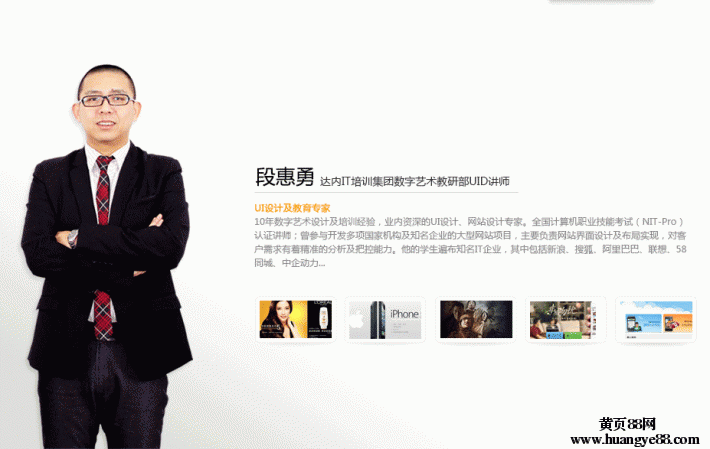 段惠勇 达内IT培训集团数字艺术教研部UID讲师
UI设计及教育专家
10年数字艺术设计及培训经验，业内资深的UI设计、网站设计专家。全国计算机职业技能考试（NIT-Pro）
认证讲师；曾参与开发多项国家机构及知名企业的大型网站项目，主要负责网站界面设计及布局实现，对客
户需求有着精准的分析及把控能力。他的学生遍布知名IT企业，其中包括新浪、搜狐、阿里巴巴、联想、58
同城、中企动力...
iPhone
黄页88网
www.huangye88.com